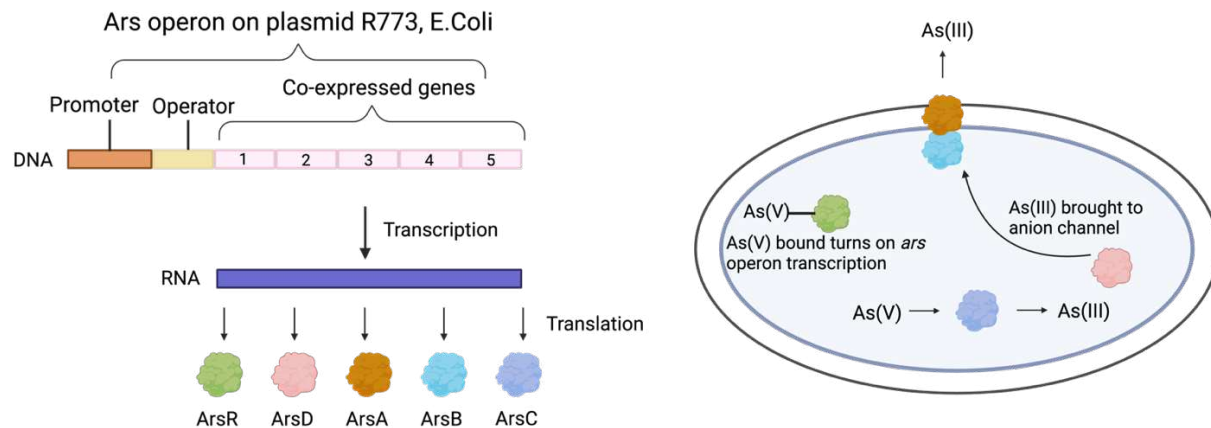 Ars operon on plasmid R773, E.Coli
Co-expressed genes
Promoter Operator
DNA 1 2 3 4 5
Transcription
RNA
Translation
ArsR ArsD ArsA ArsB ArsC
As(III)
As(V)
As(V) bound turns on ars
operon transcription
As(III) brought to
anion channel
As(V) As(III)